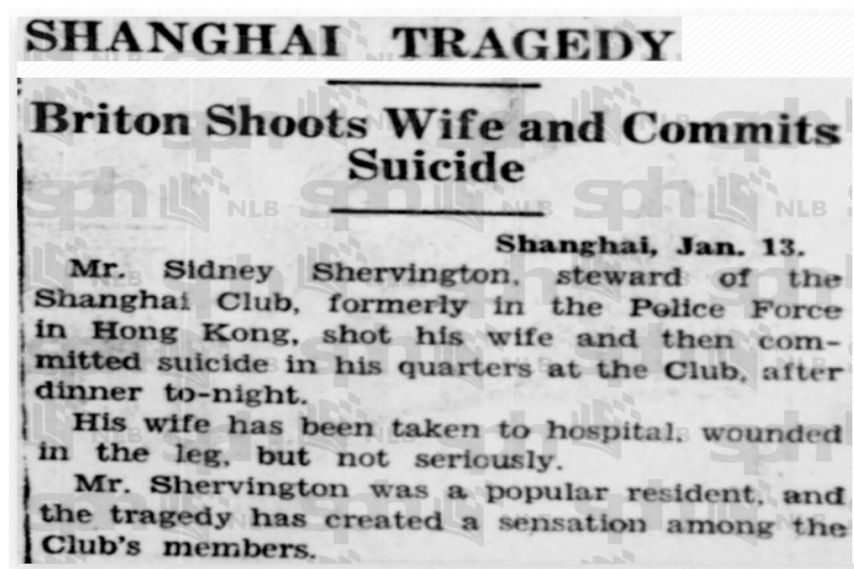 SHANGHAI TRAGEDY
Briton Shoots Wife and Commits
Suicide
Shanghai, Jan. 13.
Mr. Sidney Shervington, steward of the
Shanghai Club, formerly in the Police Force
in Hong Kong, shot his wife and then com-
mitted suicide in his quarters at the Club, after
dinner to-night.
His wife has been taken to hospital, wounded
in the leg, but not seriously.
Mr. Shervington was a popular resident, and
the tragedy has created a sensation among the
Club's members.
sph NLB